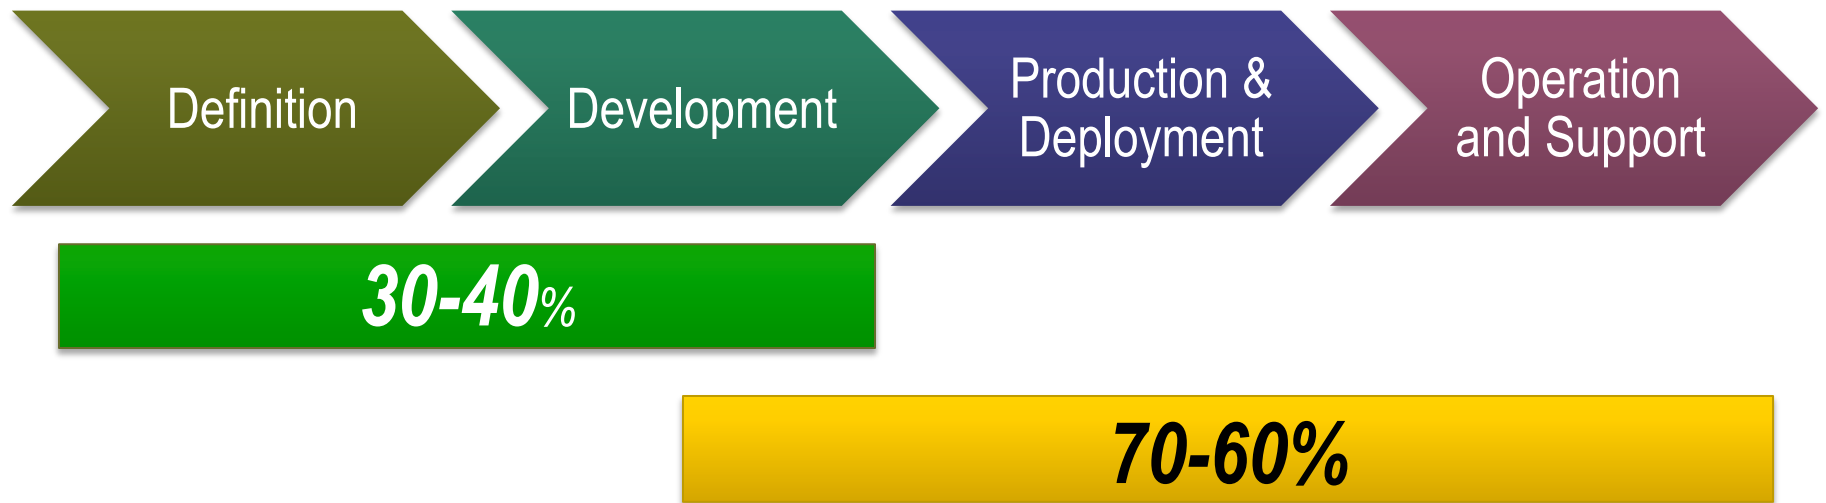 Definition
Development
Production &
Deployment
Operation
and Support
30-40%
70-60%